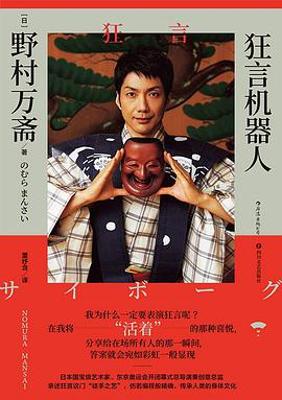 狂言
[日]
野村万斋／著
のむら まんさい
狂言机器人
／译
サイボーグ
NOMURA MANSAI
我为什么一定要表演狂言呢？
在我将“活着”的那种喜悦，
分享给在场所有人的那一瞬间，
答案就会宛如彩虹一般显现
日本国宝级艺术家、东京奥运会开闭幕式总导演兼创意总监
亲述狂言这门“徒手之艺”，仿若编程般精确，传承人类的身体文化